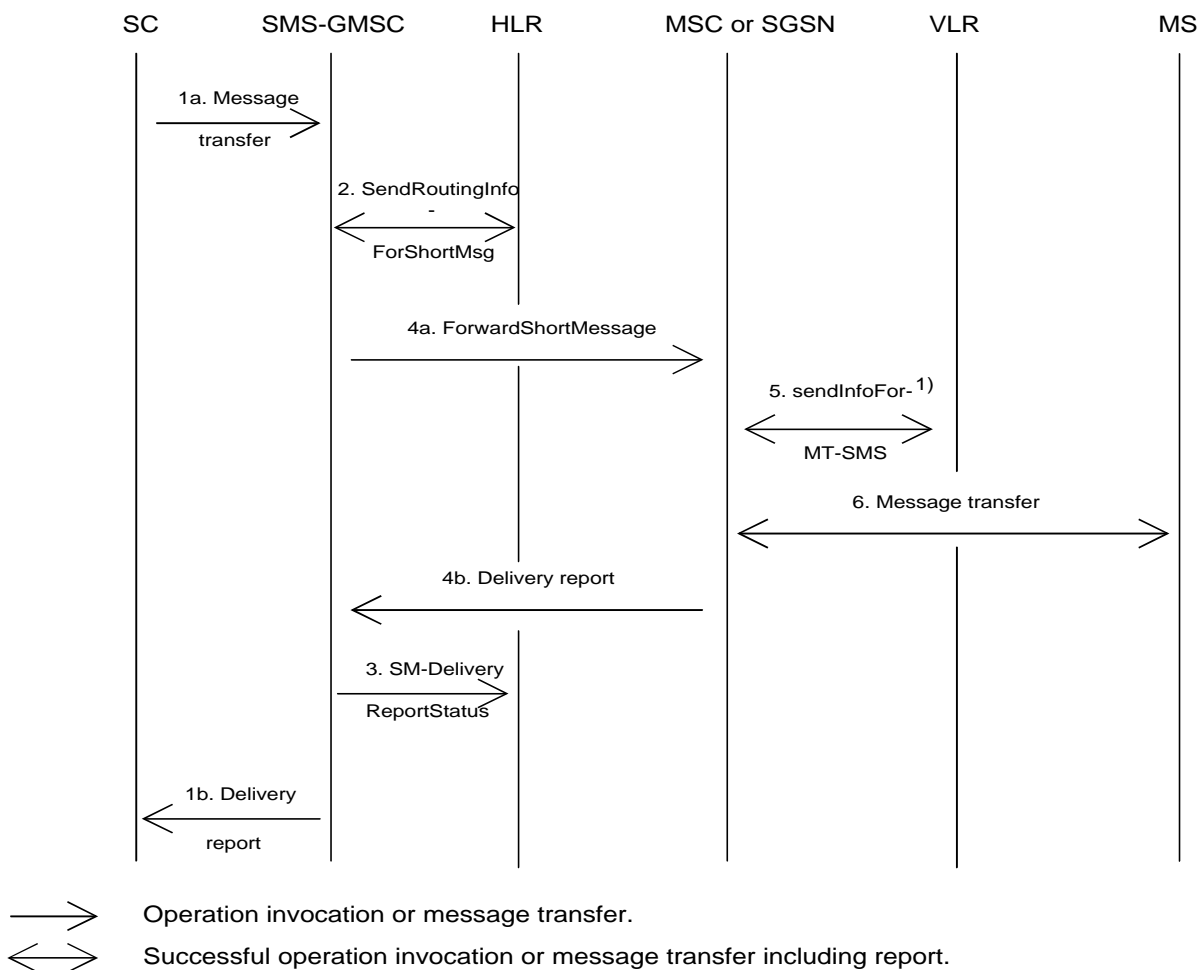 SC SMS-GMSC HLR MSC or SGSN VLR MS
1a. Message
transfer
2. SendRoutingInfo
-
ForShortMsg
4a. ForwardShortMessage
5. sendInfoFor-1)
MT-SMS
6. Message transfer
4b. Delivery report
3. SM-Delivery
ReportStatus
1b. Delivery
report
Operation invocation or message transfer.
Successful operation invocation or message transfer including report.